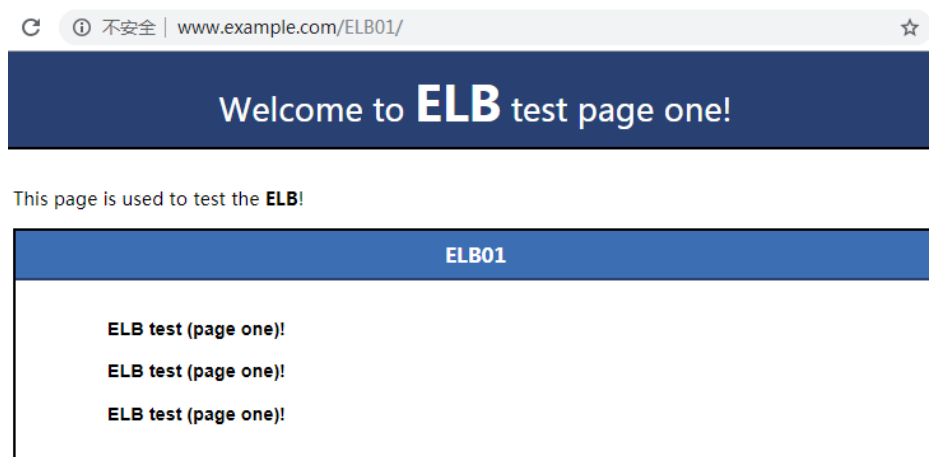 不安全 | www.example.com/ELB01/
Welcome to ELB test page one!
This page is used to test the ELB!
ELB01
ELB test (page one)!
ELB test (page one)!
ELB test (page one)!